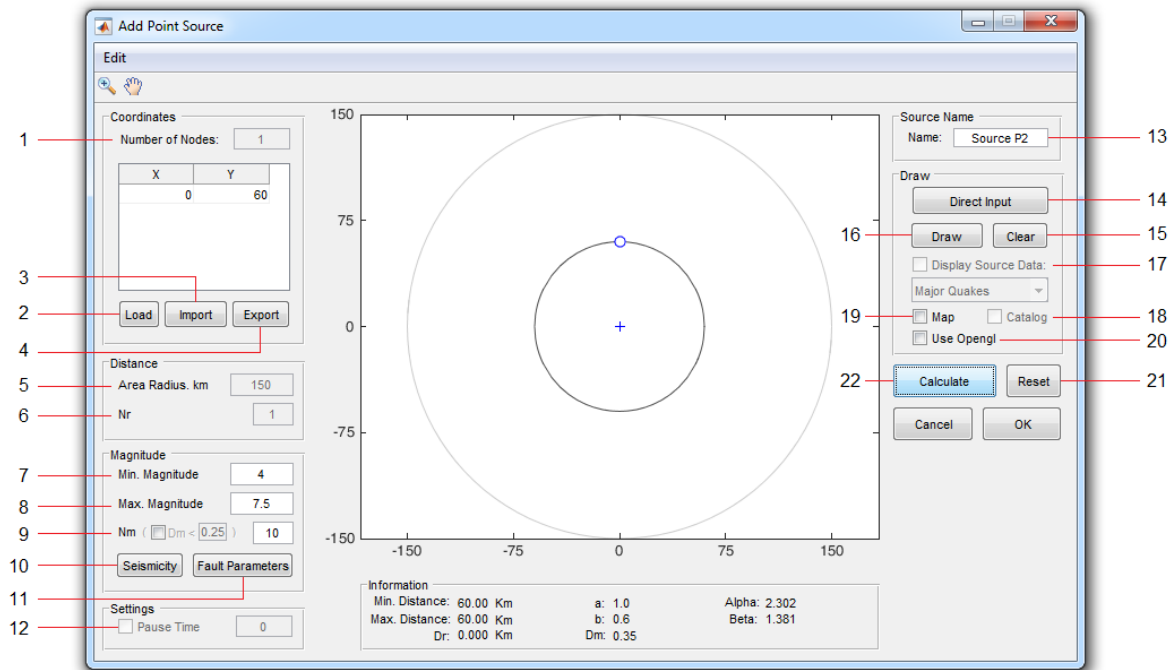 Add Point Source
Edit
Coordinates
1 Number of Nodes: 1
X Y
0 60
3
2 Load Import Export
4
Distance
5 Area Radius. km 150
6 Nr 1
Magnitude
7 Min. Magnitude 4
8 Max. Magnitude 7.5
9 Nm ( Dm < 0.25 ) 10
10 Seismicity Fault Parameters
11
Settings
12 Pause Time 0
150
75
0
-75
-150
-150 -75 0 75 150
Information
Min. Distance: 60.00 Km a: 1.0 Alpha: 2.302
Max. Distance: 60.00 Km b: 0.6 Beta: 1.381
Dr: 0.000 Km Dm: 0.35
Source Name
Name: Source P2 13
Draw
Direct Input 14
16 Draw Clear 15
Display Source Data: 17
Major Quakes
19 Map Catalog 18
Use Opengl 20
22 Calculate Reset 21
Cancel OK